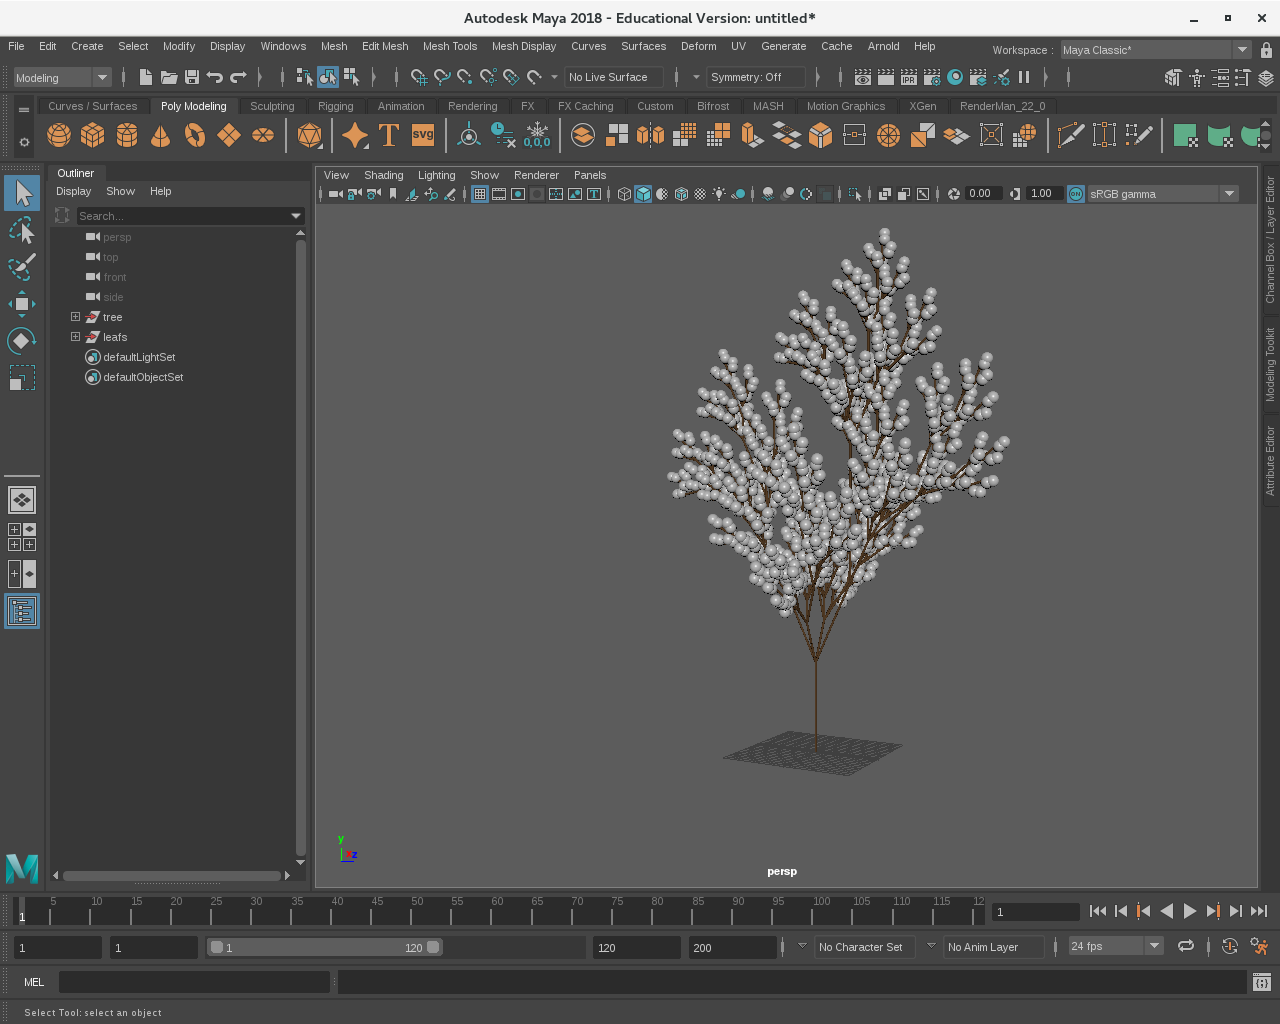 Autodesk Maya 2018 - Educational Version: untitled*
File Edit Create Select Modify Display Windows Mesh Edit Mesh Mesh Tools Mesh Display Curves Surfaces Deform UV Generate Cache Arnold Help Workspace : Maya Classic*
Modeling No Live Surface Symmetry: Off IPR
Curves / Surfaces Poly Modeling Sculpting Rigging Animation Rendering FX FX Caching Custom Bifrost MASH Motion Graphics XGen RenderMan_22_0
T svg 0,0,0
Outliner
Display Show Help
Search...
persp
top
front
side
tree
leafs
defaultLightSet
defaultObjectSet
View Shading Lighting Show Renderer Panels
0.00 1.00 sRGB gamma
Channel Box / Layer Editor
Modeling Toolkit
Attribute Editor
y
z
persp
5 10 15 20 25 30 35 40 45 50 55 60 65 70 75 80 85 90 95 100 105 110 115 12
1 1
1 1 1 120 120 200 No Character Set No Anim Layer 24 fps
MEL
Select Tool: select an object